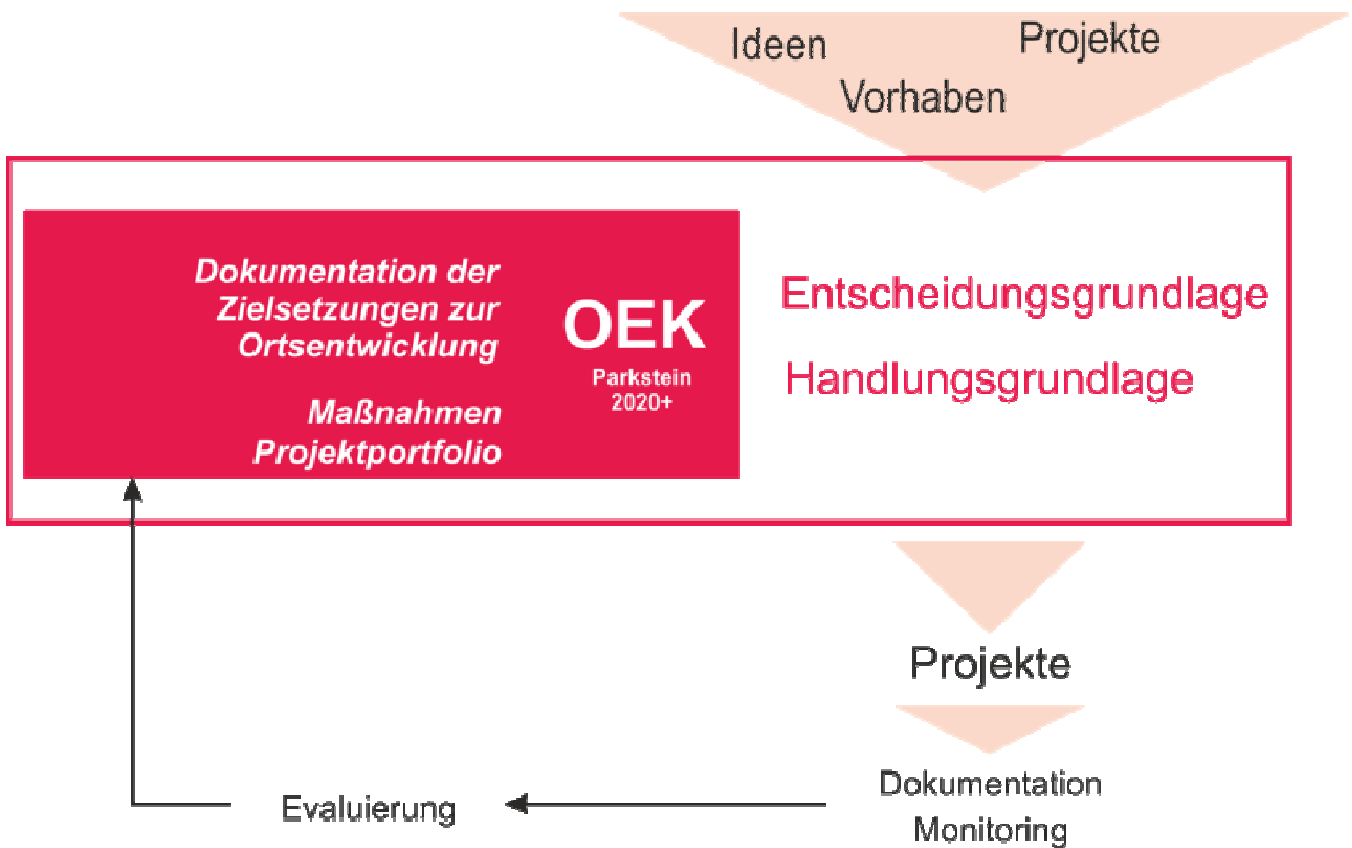 Ideen
Projekte
Vorhaben
Dokumentation der
Zielsetzungen zur
Ortsentwicklung
Maßnahmen
Projektportfolio
OEK
Parkstein
2020+
Entscheidungsgrundlage
Handlungsgrundlage
Projekte
Dokumentation
Monitoring
Evaluierung